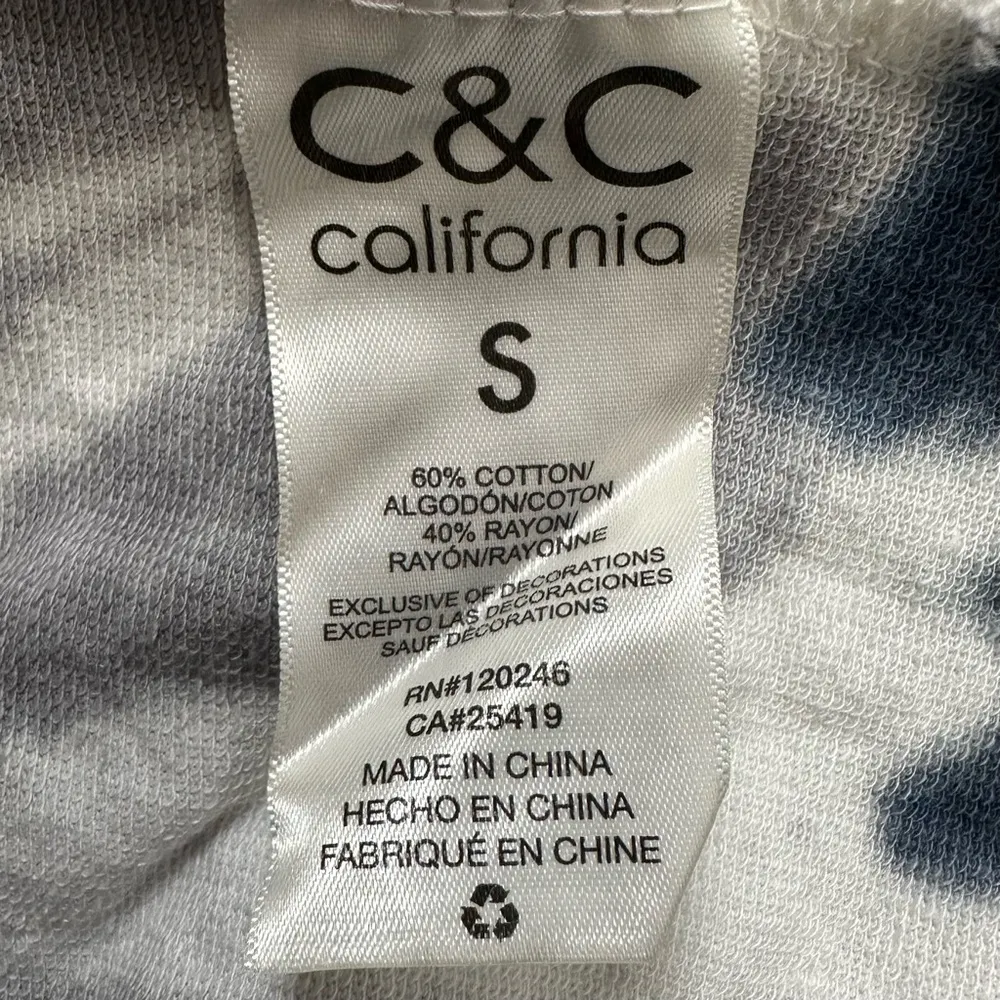 C&C
california
S
60% COTTON/
ALGODÓN/COTON
40% RAYON/
RAYÓN/RAYONNE
EXCLUSIVE OF DECORATIONS
EXCEPTO LAS DECORACIONES
SAUF DÉCORATIONS
RN#120246
CA#25419
MADE IN CHINA
HECHO EN CHINA
FABRIQUÉ EN CHINE